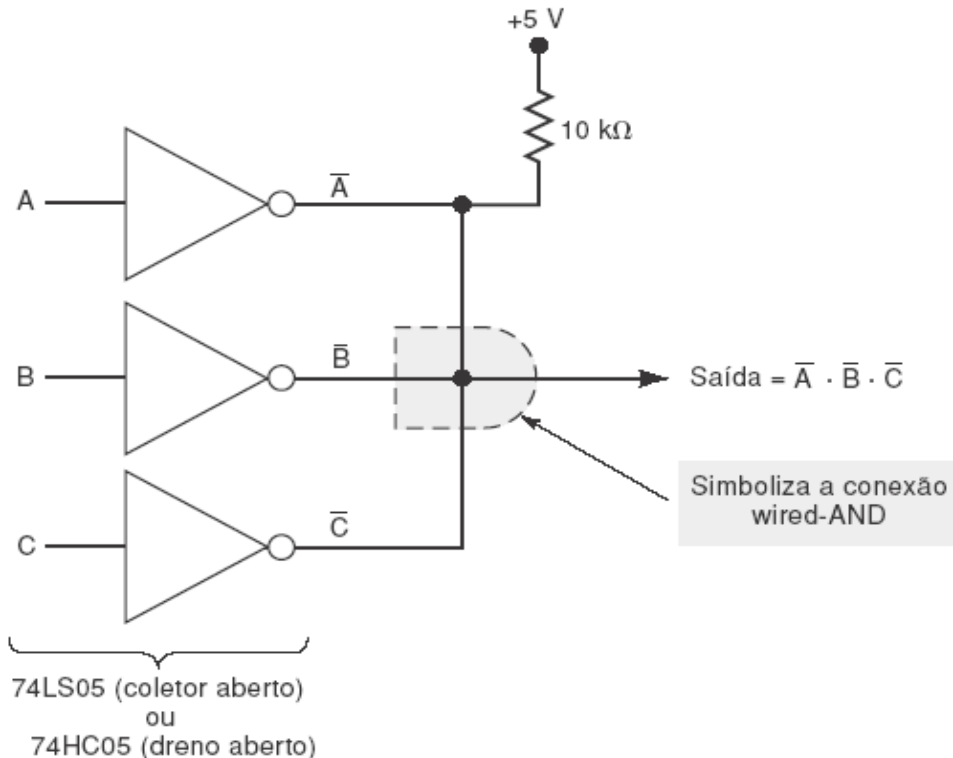 +5 V
10 kΩ
A
A̅
B
B̅
Saída = A̅ · B̅ · C̅
Simboliza a conexão
wired-AND
C
C̅
74LS05 (coletor aberto)
ou
74HC05 (dreno aberto)